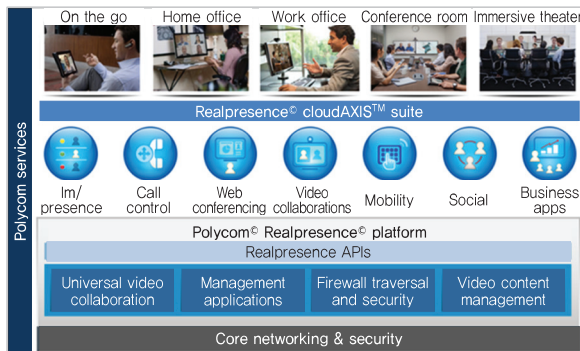 On the go
Home office
Work office
Conference room
Immersive theater
Polycom services
Realpresence© cloudAXIS™ suite
Im/
presence
Call
control
Web
conferencing
Video
collaborations
Mobility
Social
Business
apps
Polycom© Realpresence© platform
Realpresence APIs
Universal video
collaboration
Management
applications
Firewall traversal
and security
Video content
management
Core networking & security